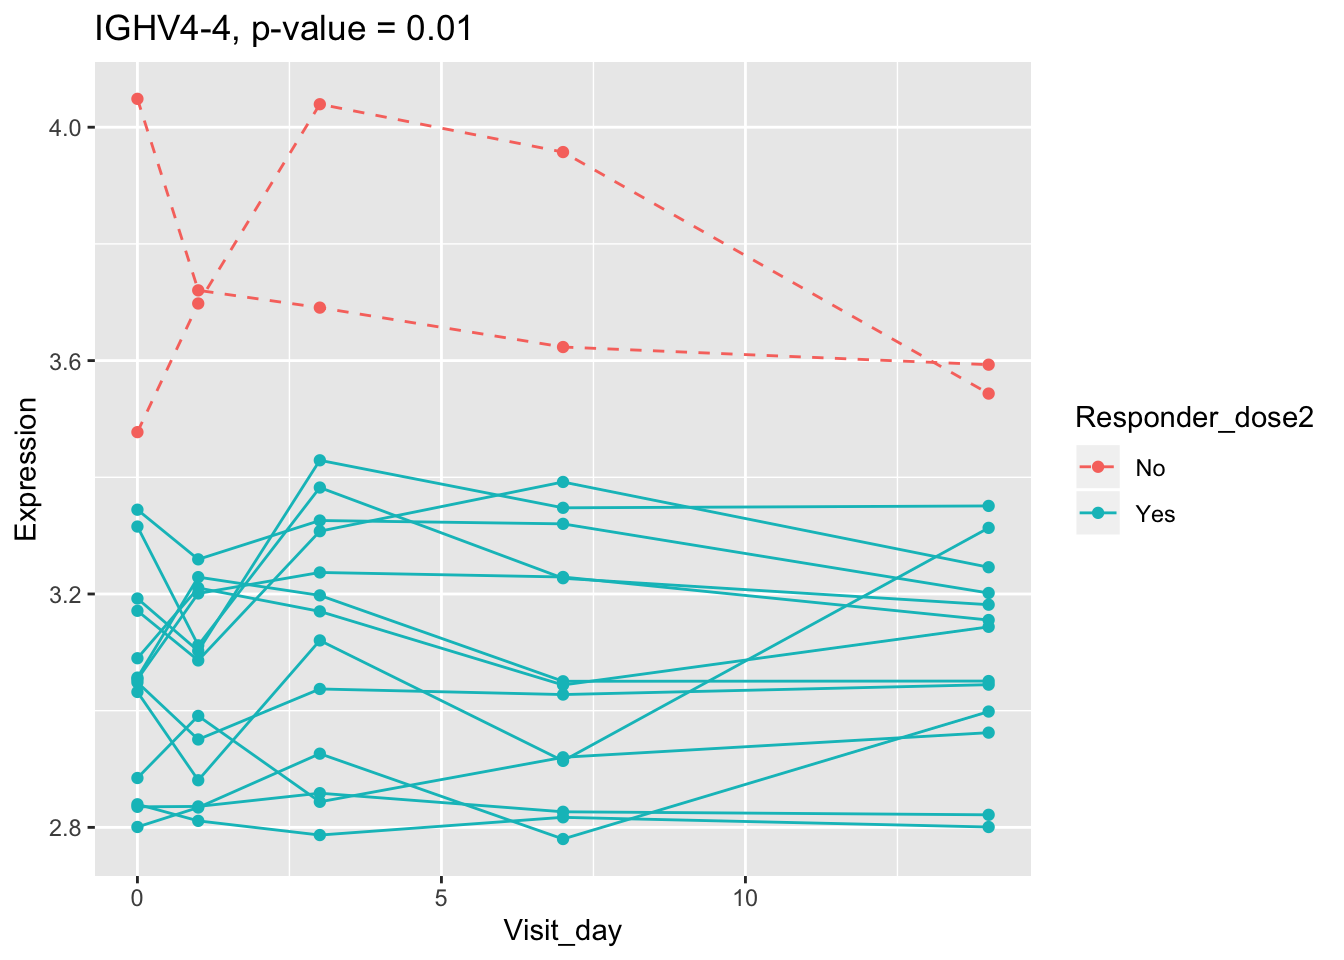 IGHV4-4, p-value = 0.01
4.0
3.6
3.2
2.8
Expression
0 5 10
Visit_day
Responder_dose2
No
Yes